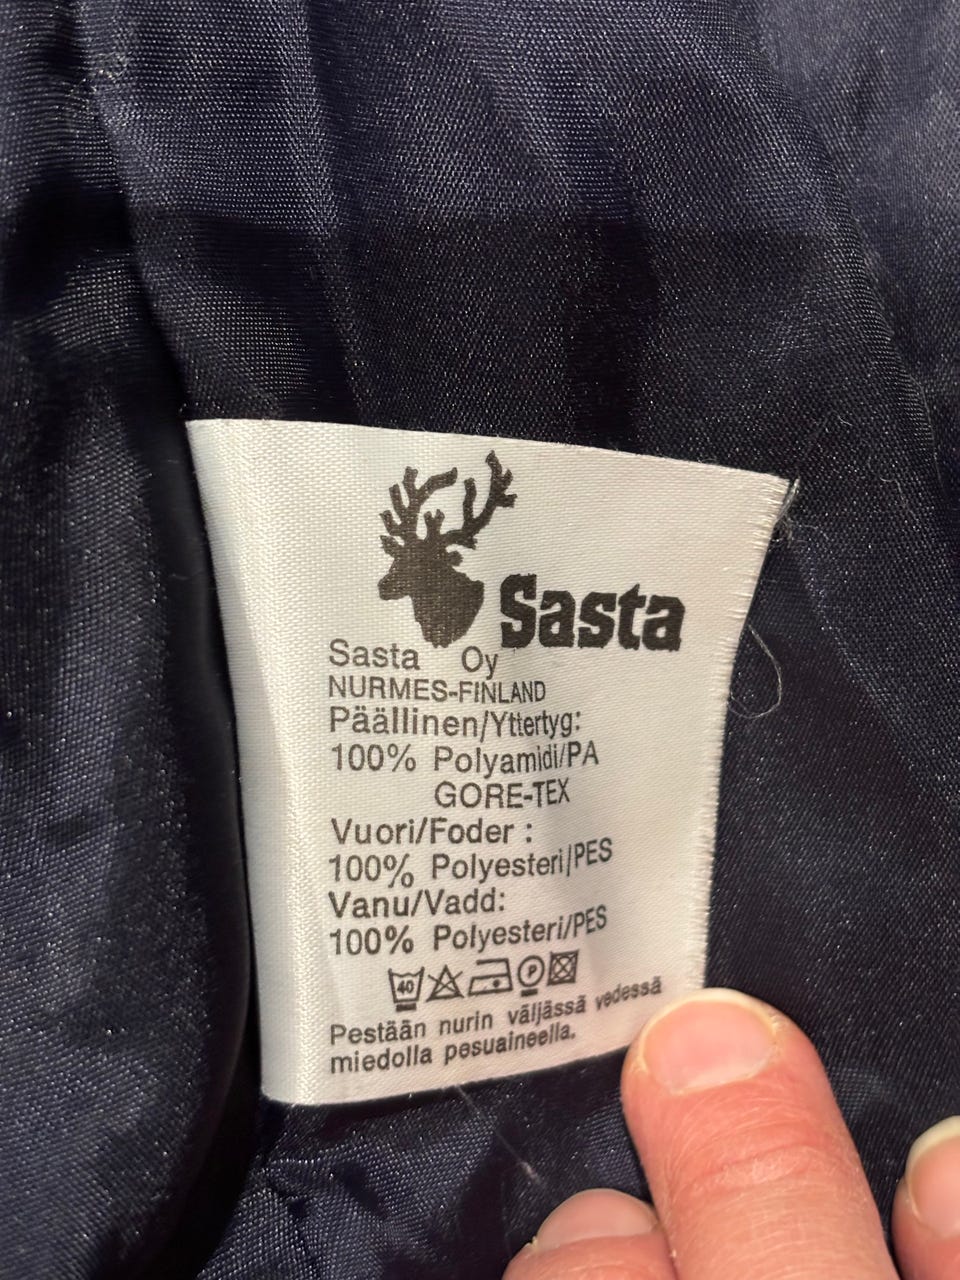 Sasta
Sasta Oy
NURMES-FINLAND
Päällinen/Yttertyg:
100% Polyamidi/PA
GORE-TEX
Vuori/Foder :
100% Polyesteri/PES
Vanu/Vadd:
100% Polyesteri/PES
40 P
Pestään nurin väljässä vedessä
miedolla pesuaineella.